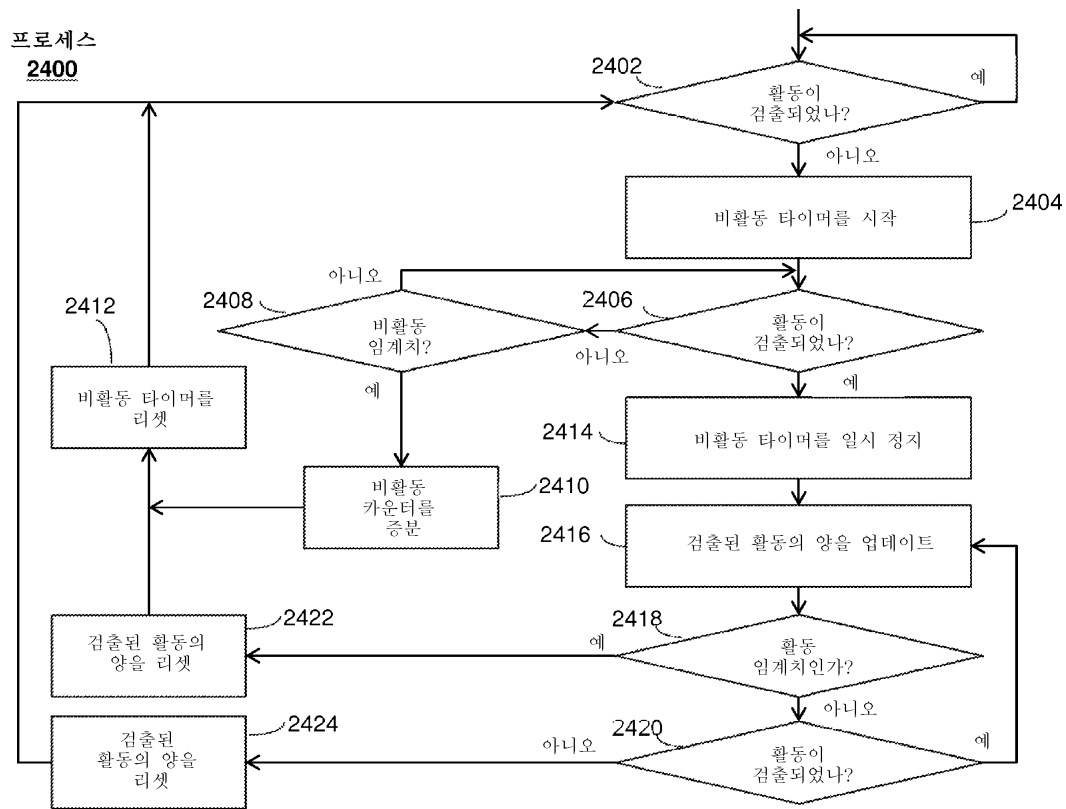 프로세스
2400
2402
활동이
검출되었나?
예
아니오
비활동 타이머를 시작
2404
아니오
2408
비활동
임계치?
2406
활동이
검출되었나?
아니오
예
예
2412
비활동 타이머를
리셋
2414
비활동 타이머를 일시 정지
비활동
카운터를
증분
2410
2416
검출된 활동의 양을 업데이트
2422
검출된 활동의
양을 리셋
예
2418
활동
임계치인가?
아니오
2424
검출된
활동의 양을
리셋
아니오
2420
활동이
검출되었나?
예